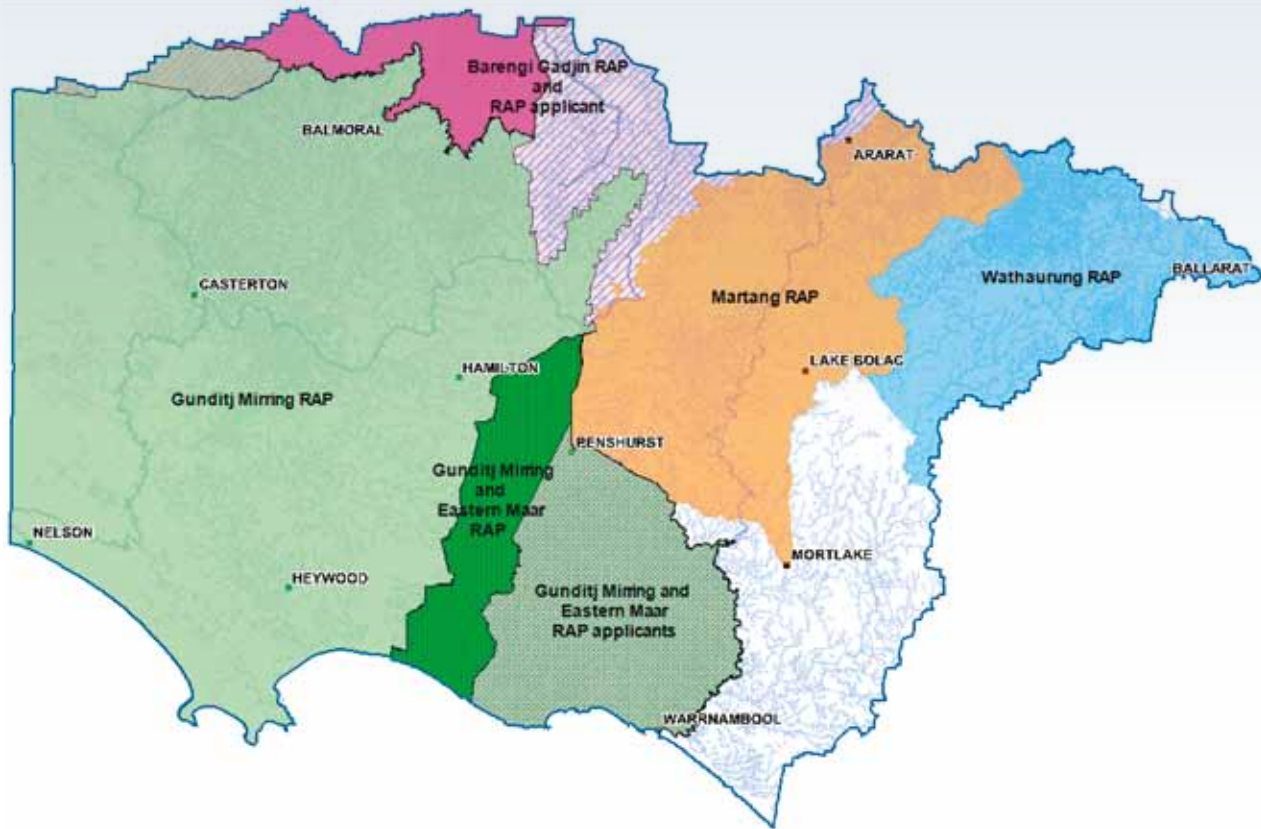 Barengi Gadjin RAP
and
RAP applicant
BALMORAL
ARARAT
CASTERTON
Martang RAP
Wathaurung RAP
BALLARAT
HAMILTON
LAKE BOLAC
Gunditj Mirring RAP
PENSHURST
Gunditj Mirring
and
Eastern Maar
RAP
NELSON
HEYWOOD
MORTLAKE
Gunditj Mirring and
Eastern Maar
RAP applicants
WARRNAMBOOL